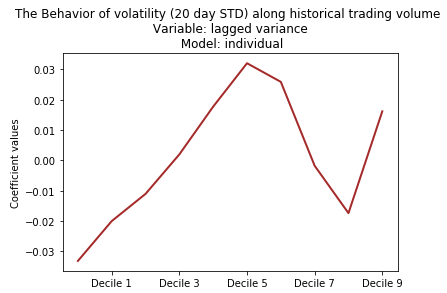 The Behavior of volatility (20 day STD) along historical trading volume
Variable: lagged variance
Model: individual
Coefficient values
0.03
0.02
0.01
0.00
−0.01
−0.02
−0.03
Decile 1 Decile 3 Decile 5 Decile 7 Decile 9